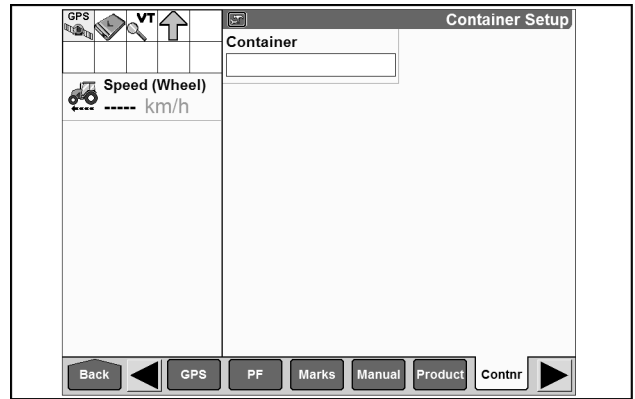 GPS
VT
Container Setup
Container
Speed (Wheel)
----- km/h
Back
GPS
PF
Marks
Manual
Product
Contnr